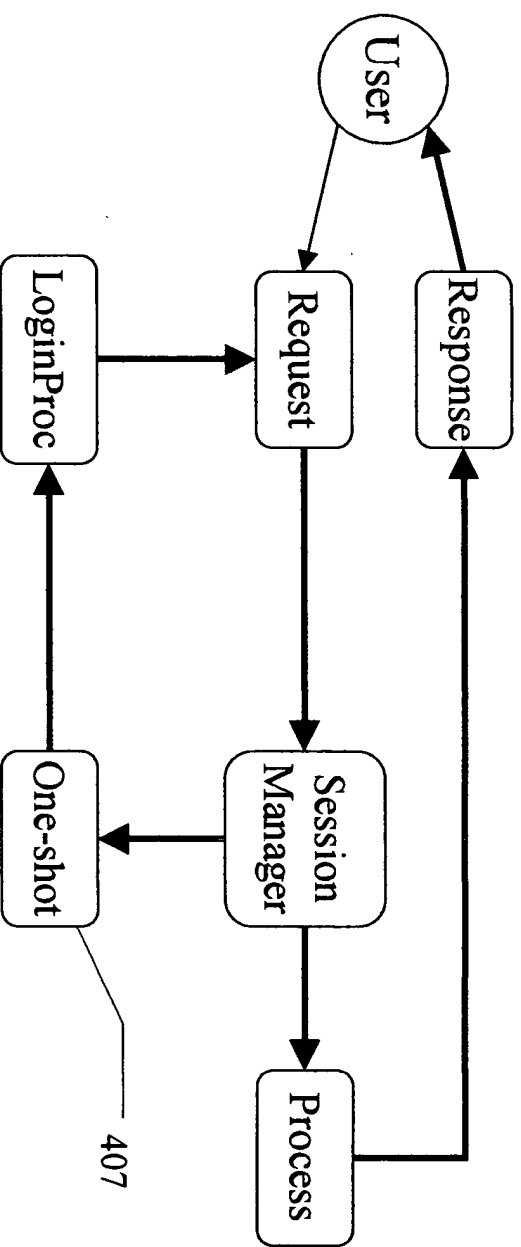 Response
User
Request
Session
Manager
Process
LoginProc
One-shot
407